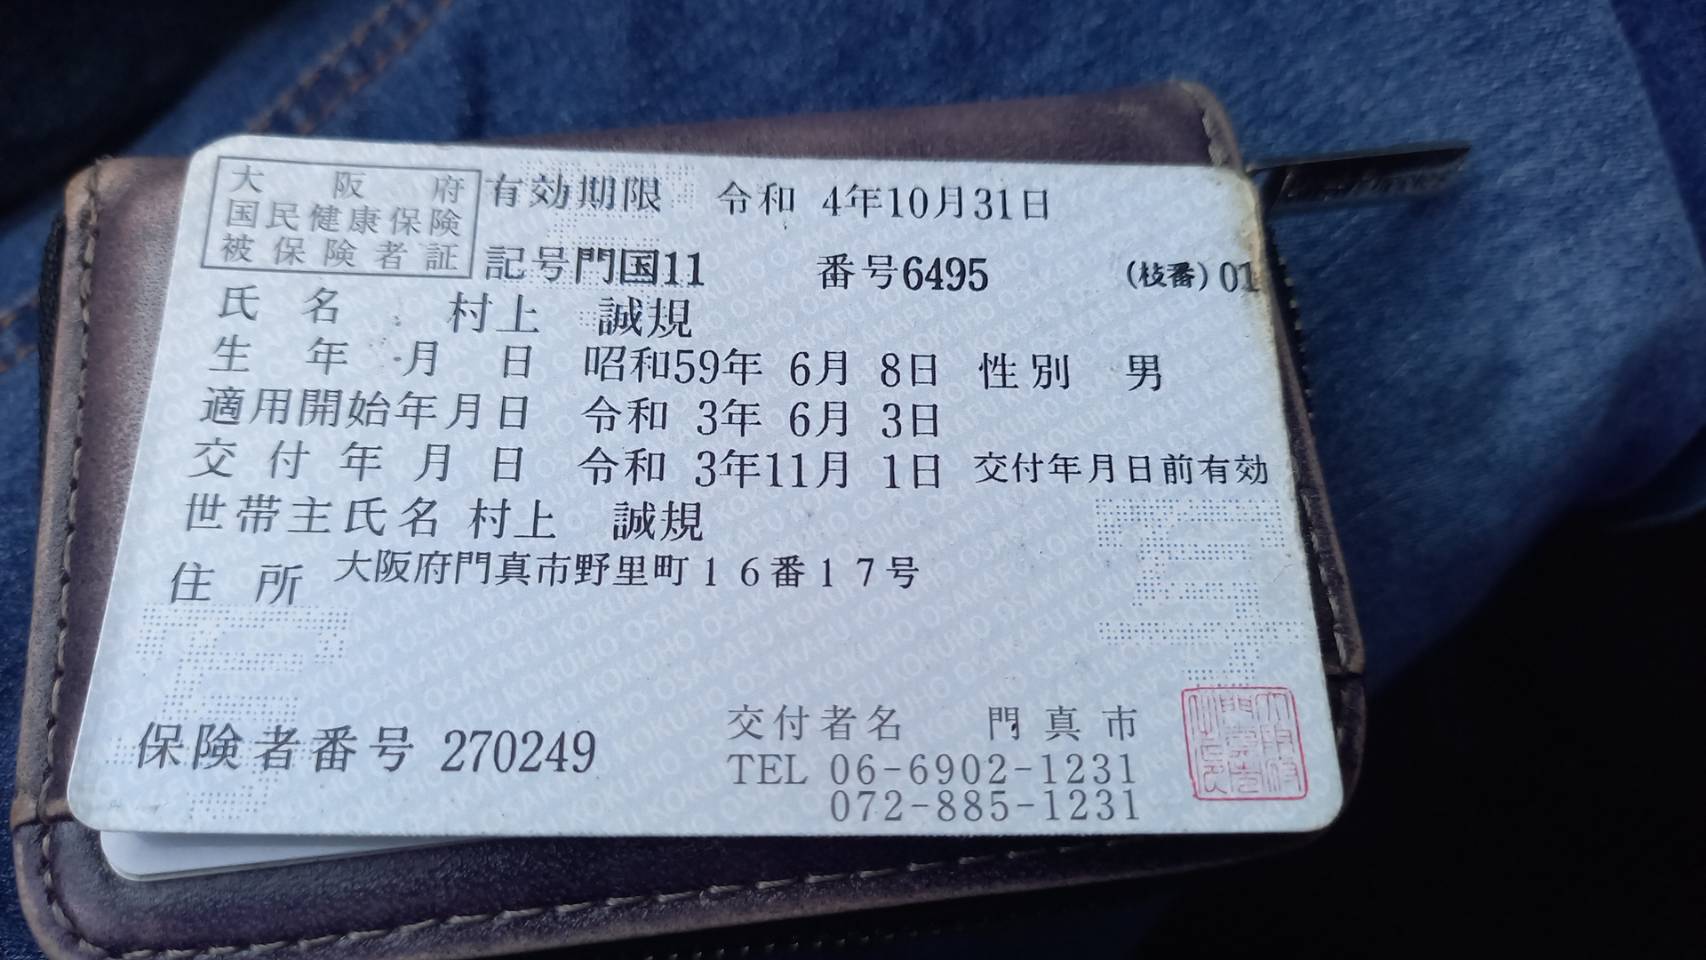 大阪府
国民健康保険
被保険者証
有効期限 令和 4年10月31日
記号門国11 番号6495 (枝番)01
氏名 村上 誠規
生年月日 昭和59年 6月 8日 性別 男
適用開始年月日 令和 3年 6月 3日
交付年月日 令和 3年11月 1日 交付年月日前有効
世帯主氏名 村上 誠規
住所 大阪府門真市野里町16番17号
保険者番号 270249
交付者名 門真市
TEL 06-6902-1231
072-885-1231